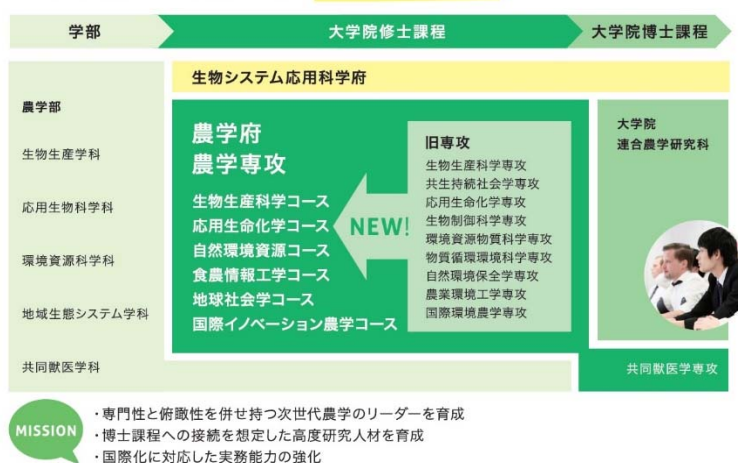 学部
大学院修士課程
大学院博士課程
生物システム応用科学府
農学部
生物生産学科
応用生物科学科
環境資源科学科
地域生態システム学科
共同獣医学科
農学府
農学専攻
生物生産科学コース
応用生命化学コース
自然環境資源コース
食農情報工学コース
地球社会学コース
国際イノベーション農学コース
NEW!
旧専攻
生物生産科学専攻
共生持続社会学専攻
応用生命化学専攻
生物制御科学専攻
環境資源物質科学専攻
物質循環環境科学専攻
自然環境保全学専攻
農業環境工学専攻
国際環境農学専攻
大学院
連合農学研究科
共同獣医学専攻
MISSION
・専門性と俯瞰性を併せ持つ次世代農学のリーダーを育成
・博士課程への接続を想定した高度研究人材を育成
・国際化に対応した実務能力の強化